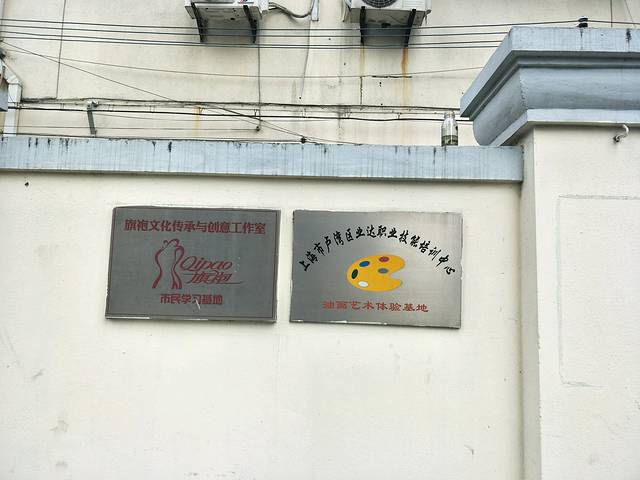 旗袍文化传承与创意工作室
Qipao
旗袍
市民学习基地
上海市卢湾区业达职业技能培训中心
油画艺术体验基地